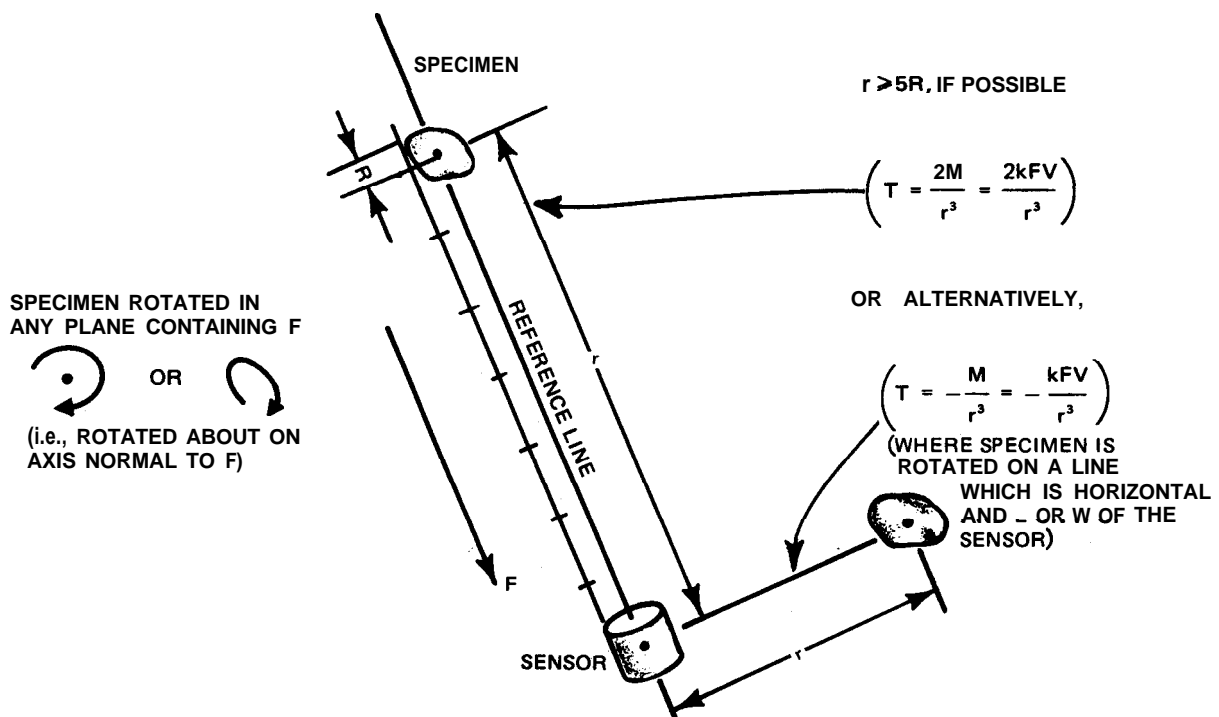 SPECIMEN
r ⩾ 5R, IF POSSIBLE
R
(T = 2M/r³ = 2kFV/r³)
r
REFERENCE LINE
OR ALTERNATIVELY,
SPECIMEN ROTATED IN
ANY PLANE CONTAINING F
OR
(i.e., ROTATED ABOUT ON
AXIS NORMAL TO F)
(T = - M/r³ = - kFV/r³)
(WHERE SPECIMEN IS
ROTATED ON A LINE
WHICH IS HORIZONTAL
AND – OR W OF THE
SENSOR)
F
SENSOR
r